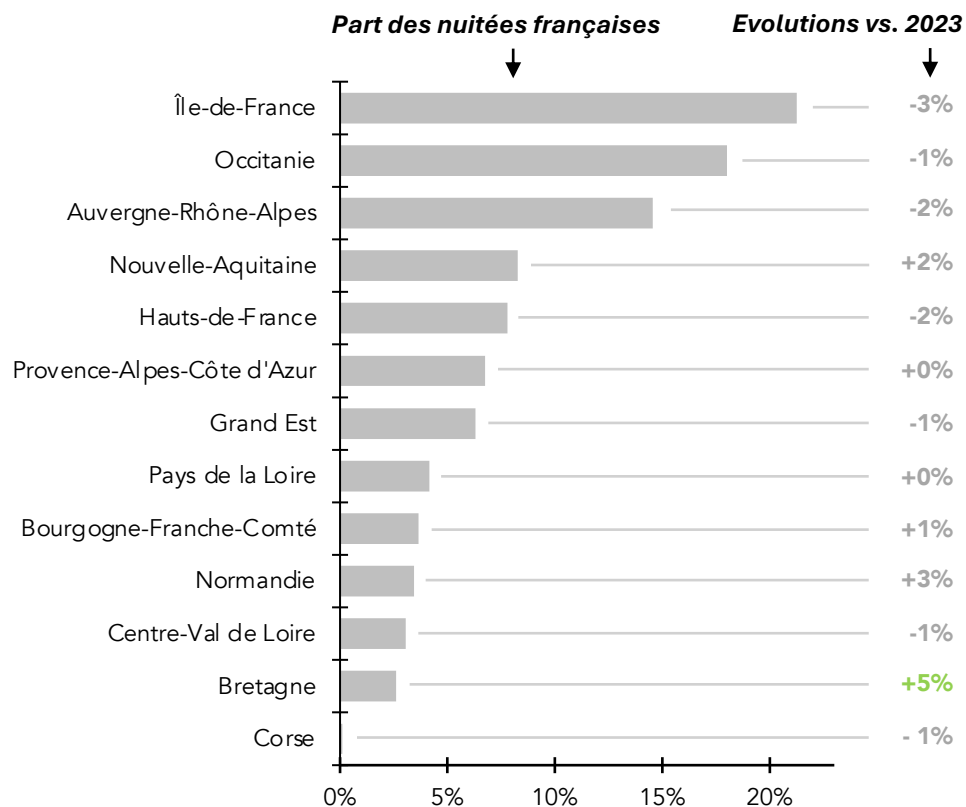 Part des nuitées françaises Evolutions vs. 2023
Île-de-France -3%
Occitanie -1%
Auvergne-Rhône-Alpes -2%
Nouvelle-Aquitaine +2%
Hauts-de-France -2%
Provence-Alpes-Côte d'Azur +0%
Grand Est -1%
Pays de la Loire +0%
Bourgogne-Franche-Comté +1%
Normandie +3%
Centre-Val de Loire -1%
Bretagne +5%
Corse - 1%
0% 5% 10% 15% 20%